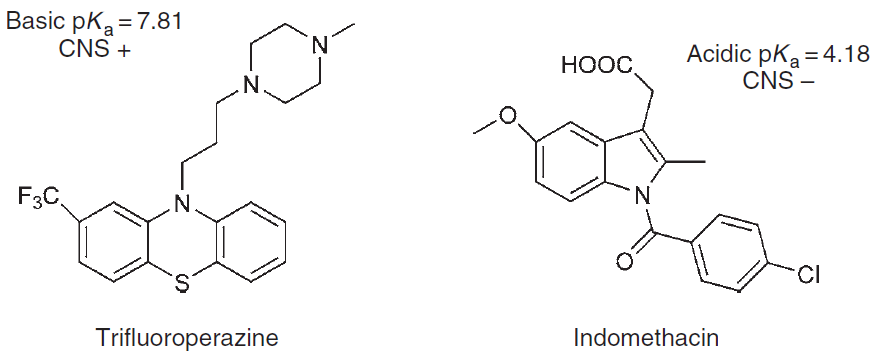 Basic pKa = 7.81
CNS +
N
N
F3C
N
S
Trifluoroperazine
HOOC
Acidic pKa = 4.18
CNS –
O
N
O
Cl
Indomethacin